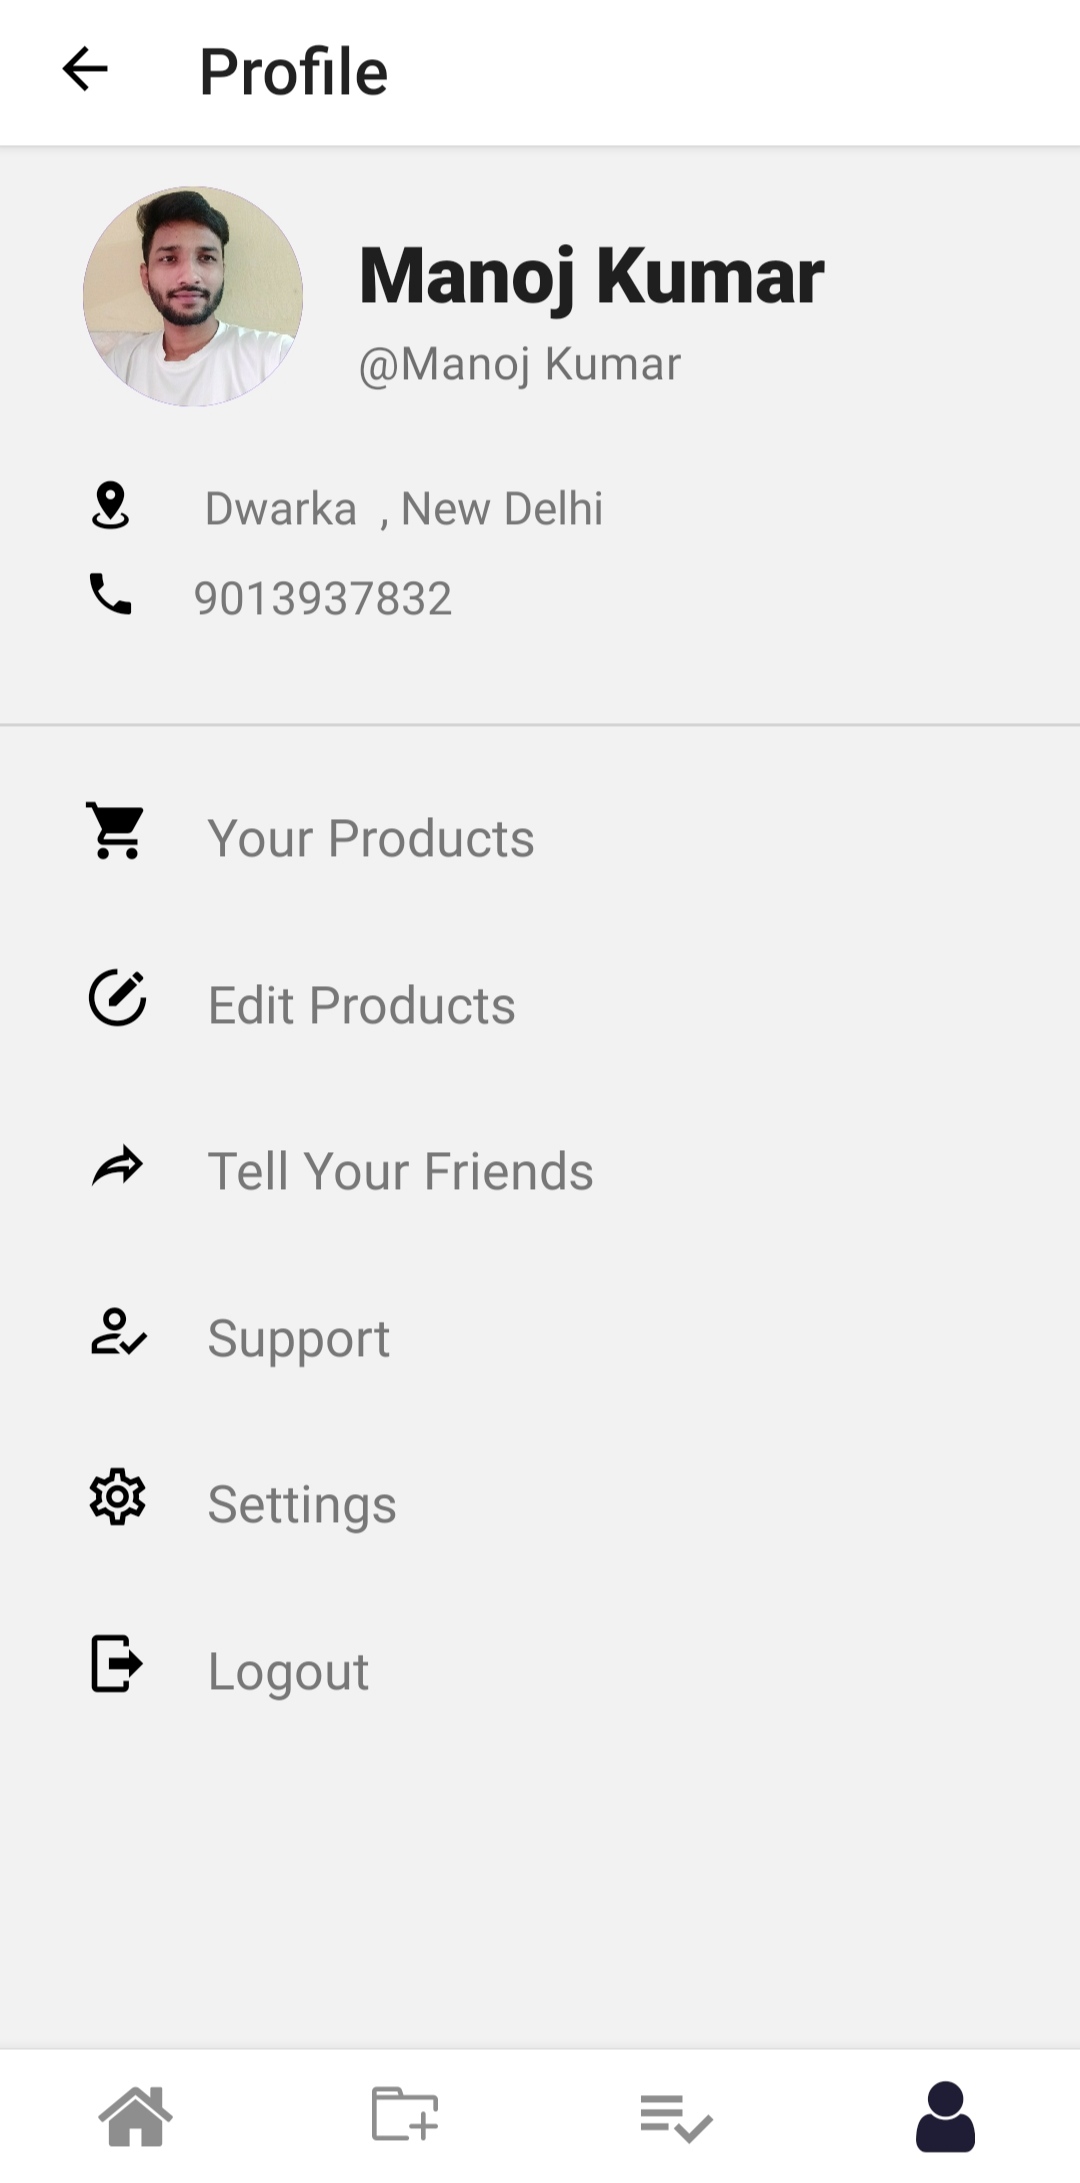 Profile
Manoj Kumar
@Manoj Kumar
Dwarka , New Delhi
9013937832
Your Products
Edit Products
Tell Your Friends
Support
Settings
Logout